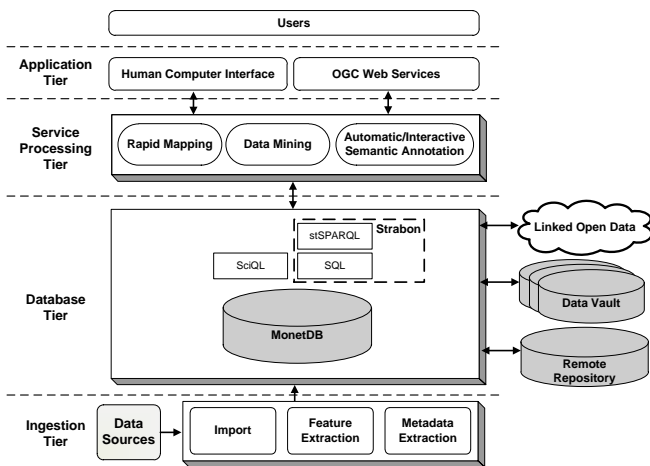 Users
Application
Tier
Human Computer Interface
OGC Web Services
Service
Processing
Tier
Rapid Mapping
Data Mining
Automatic/Interactive
Semantic Annotation
Database
Tier
stSPARQL
Strabon
SciQL
SQL
MonetDB
Linked Open Data
Data Vault
Remote
Repository
Ingestion
Tier
Data
Sources
Import
Feature
Extraction
Metadata
Extraction